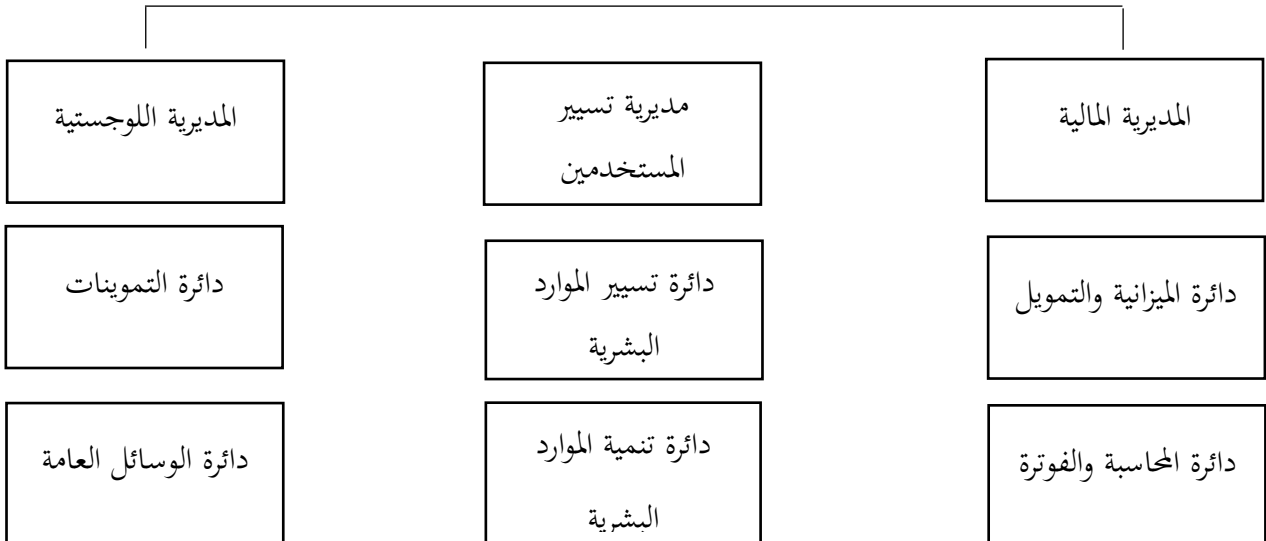 المديرية المالية
مديرية تسيير
المستخدمين
المديرية اللوجستية
دائرة الميزانية والتمويل
دائرة تسيير الموارد
البشرية
دائرة التموينات
دائرة المحاسبة والفوترة
دائرة تنمية الموارد
البشرية
دائرة الوسائل العامة